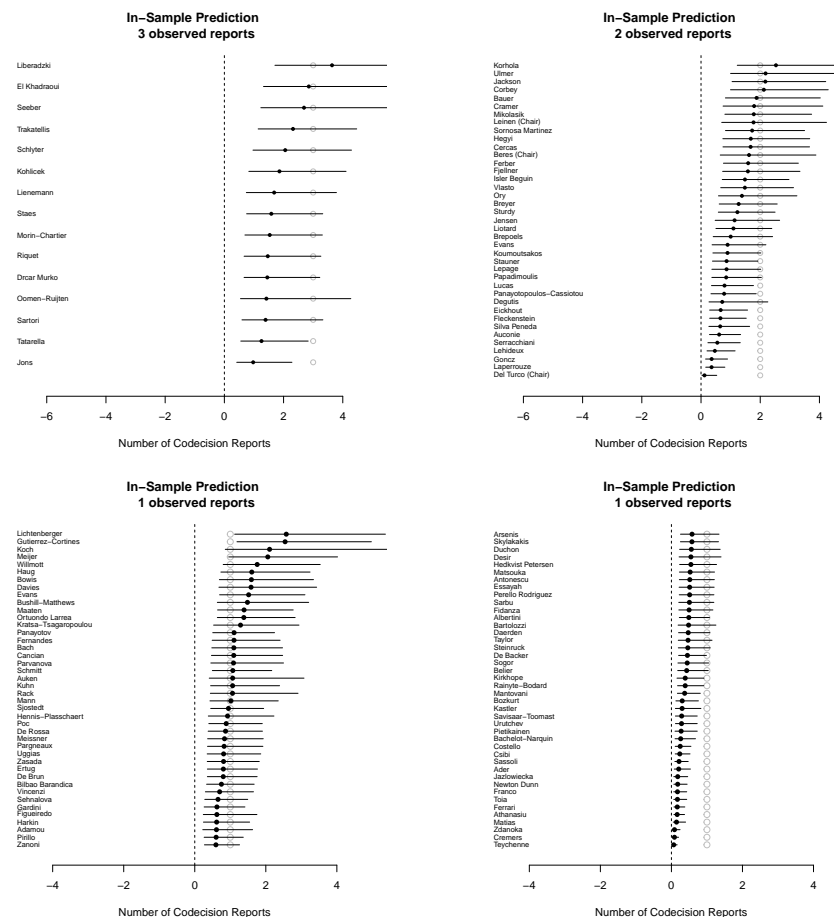 In−Sample Prediction
3 observed reports
Liberadzki
El Khadraoui
Seeber
Trakatellis
Schlyter
Kohlicek
Lienemann
Staes
Morin−Chartier
Riquet
Drcar Murko
Oomen−Ruijten
Sartori
Tatarella
Jons
−6 −4 −2 0 2 4
Number of Codecision Reports
In−Sample Prediction
2 observed reports
Korhola
Ulmer
Jackson
Corbey
Bauer
Cramer
Mikolasik
Leinen (Chair)
Sornosa Martinez
Hegyi
Cercas
Beres (Chair)
Ferber
Fjellner
Isler Beguin
Vlasto
Ory
Breyer
Sturdy
Jensen
Liotard
Brepoels
Evans
Koumoutsakos
Stauner
Lepage
Papadimoulis
Lucas
Panayotopoulos−Cassiotou
Degutis
Eickhout
Fleckenstein
Silva Peneda
Auconie
Serracchiani
Lehideux
Goncz
Laperrouze
Del Turco (Chair)
−6 −4 −2 0 2 4
Number of Codecision Reports
In−Sample Prediction
1 observed reports
Lichtenberger
Gutierrez−Cortines
Koch
Meijer
Willmott
Haug
Bowis
Davies
Evans
Bushill−Matthews
Maaten
Ortuondo Larrea
Kratsa−Tsagaropoulou
Panayotov
Fernandes
Bach
Cancian
Parvanova
Schmitt
Auken
Kuhn
Rack
Mann
Sjostedt
Hennis−Plasschaert
Poc
De Rossa
Meissner
Pargneaux
Uggias
Zasada
Ertug
De Brun
Bilbao Barandica
Vincenzi
Sehnalova
Gardini
Figueiredo
Harkin
Adamou
Pirillo
Zanoni
−4 −2 0 2 4
Number of Codecision Reports
In−Sample Prediction
1 observed reports
Arsenis
Skylakakis
Duchon
Desir
Hedkvist Petersen
Matsouka
Antonescu
Essayah
Perello Rodriguez
Sarbu
Fidanza
Albertini
Bartolozzi
Daerden
Taylor
Steinruck
De Backer
Sogor
Belier
Kirkhope
Rainyte−Bodard
Mantovani
Bozkurt
Kastler
Savisaar−Toomast
Urutchev
Pietikainen
Bachelot−Narquin
Costello
Csibi
Sassoli
Ader
Jazlowiecka
Newton Dunn
Franco
Toia
Ferrari
Athanasiu
Matias
Zdanoka
Cremers
Teychenne
−4 −2 0 2 4
Number of Codecision Reports